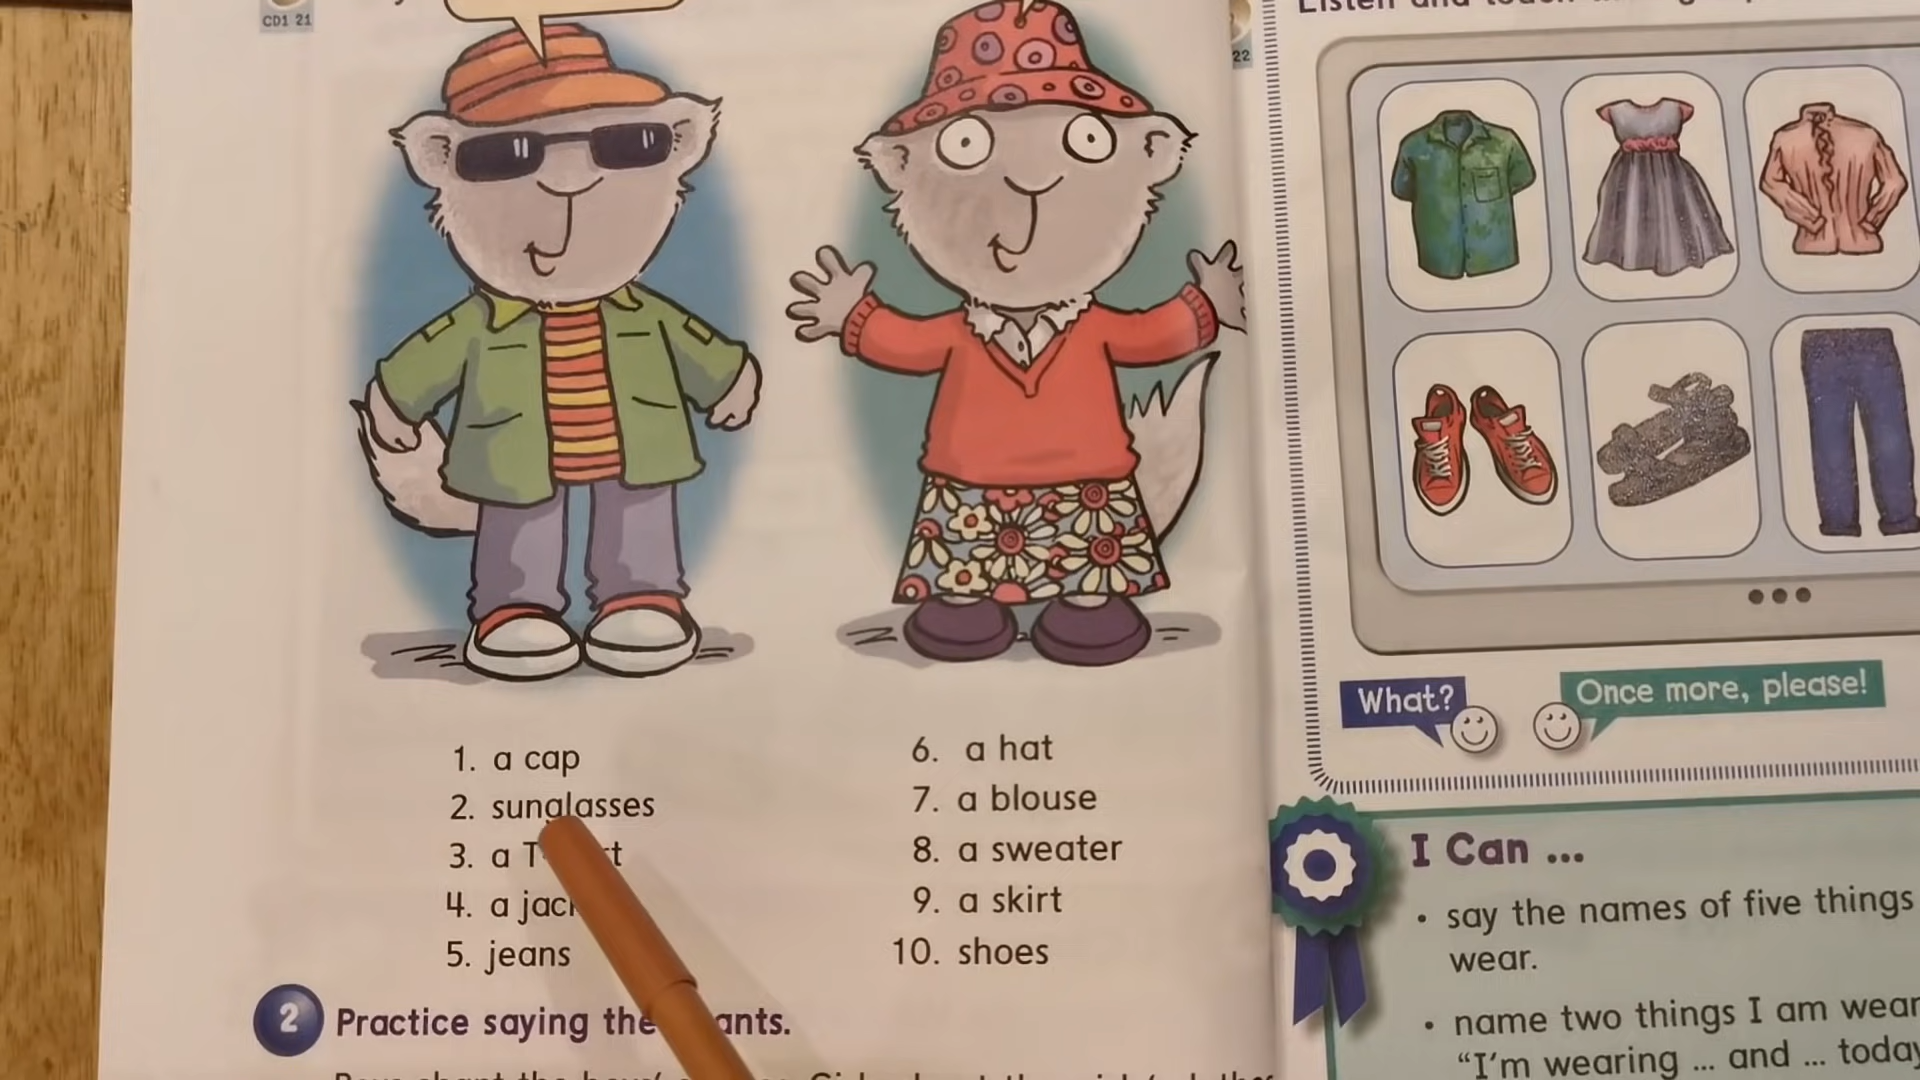 CD1 21
22
1. a cap
2. sunglasses
3. a T
4. a jac
5. jeans
6. a hat
7. a blouse
8. a sweater
9. a skirt
10. shoes
2 Practice saying the
What?
Once more, please!
I Can ...
• say the names of five things
wear.
• name two things I am wear
"I'm wearing ... and ... today